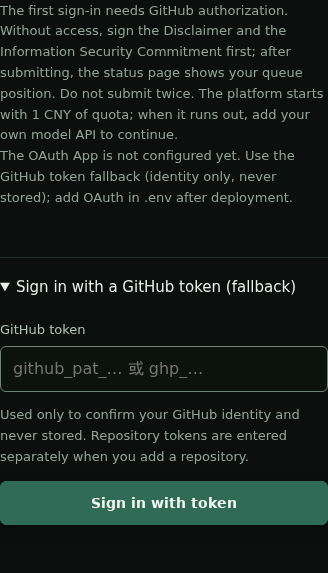 The first sign-in needs GitHub authorization.
Without access, sign the Disclaimer and the
Information Security Commitment first; after
submitting, the status page shows your queue
position. Do not submit twice. The platform starts
with 1 CNY of quota; when it runs out, add your
own model API to continue.
The OAuth App is not configured yet. Use the
GitHub token fallback (identity only, never
stored); add OAuth in .env after deployment.
▼ Sign in with a GitHub token (fallback)
GitHub token
github_pat_... 或 ghp_...
Used only to confirm your GitHub identity and
never stored. Repository tokens are entered
separately when you add a repository.
Sign in with token